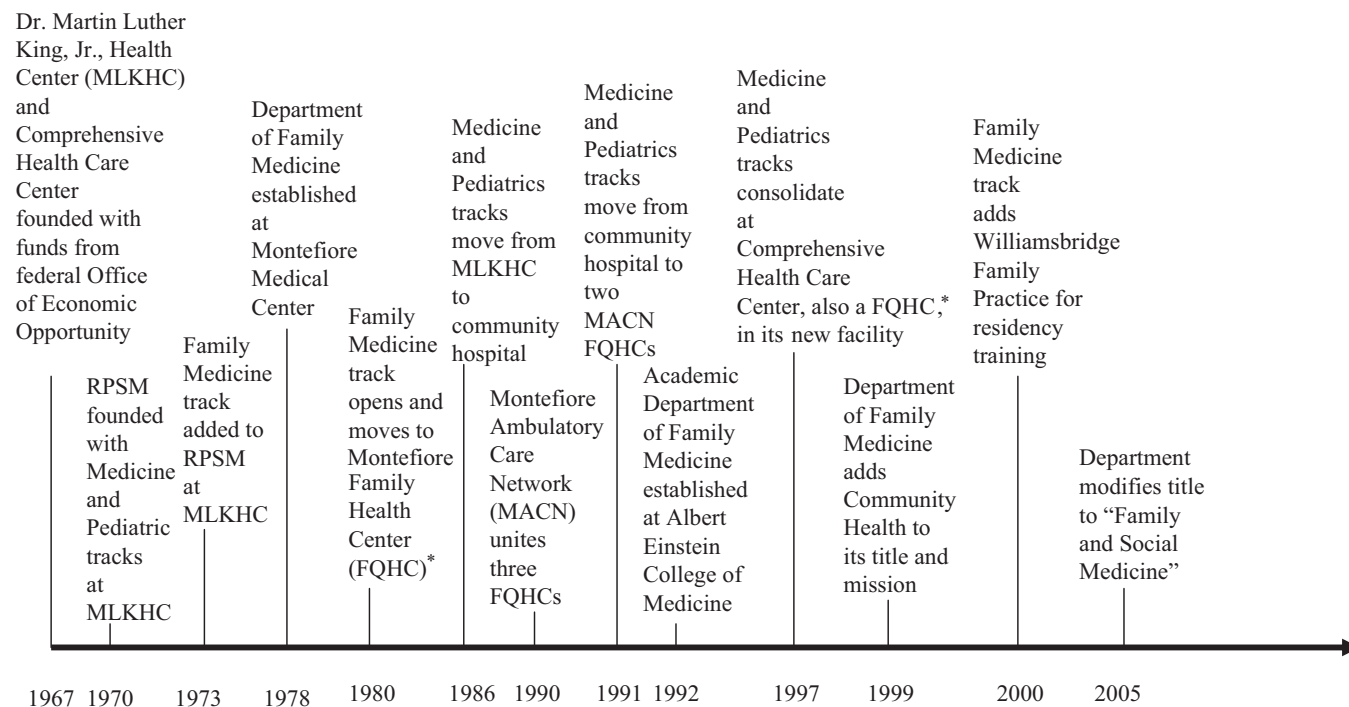 Dr. Martin Luther
King, Jr., Health
Center (MLKHC)
and
Comprehensive
Health Care
Center
founded with
funds from
federal Office
of Economic
Opportunity
RPSM
founded
with
Medicine
and
Pediatric
tracks
at
MLKHC
Family
Medicine
track
added to
RPSM
at
MLKHC
Department
of Family
Medicine
established
at
Montefiore
Medical
Center
Family
Medicine
track
opens and
moves to
Montefiore
Family
Health
Center
(FQHC)*
Medicine
and
Pediatrics
tracks
move from
MLKHC
to
community
hospital
Montefiore
Ambulatory
Care
Network
(MACN)
unites
three
FQHCs
Medicine
and
Pediatrics
tracks
move from
community
hospital to
two
MACN
FQHCs
Academic
Department
of Family
Medicine
established
at Albert
Einstein
College of
Medicine
Medicine
and
Pediatrics
tracks
consolidate
at
Comprehensive
Health Care
Center, also a FQHC,*
in its new facility
Department
of Family
Medicine
adds
Community
Health to
its title and
mission
Family
Medicine
track
adds
Williamsbridge
Family
Practice for
residency
training
Department
modifies title
to “Family
and Social
Medicine”
1967 1970 1973 1978 1980 1986 1990 1991 1992 1997 1999 2000 2005